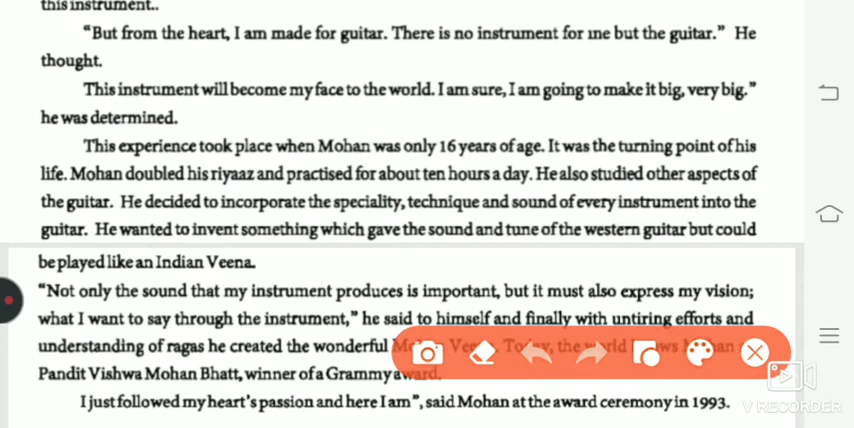 this instrument..
"But from the heart, I am made for guitar. There is no instrument for me but the guitar." He
thought.
This instrument will become my face to the world. I am sure, I am going to make it big, very big."
he was determined.
This experience took place when Mohan was only 16 years of age. It was the turning point of his
life. Mohan doubled his riyaaz and practised for about ten hours a day. He also studied other aspects of
the guitar. He decided to incorporate the speciality, technique and sound of every instrument into the
guitar. He wanted to invent something which gave the sound and tune of the western guitar but could
be played like an Indian Veena.
"Not only the sound that my instrument produces is important, but it must also express my vision;
what I want to say through the instrument," he said to himself and finally with untiring efforts and
understanding of ragas he created the wonderful Mohan Veena. Today, the world knows Mohan
Pandit Vishwa Mohan Bhatt, winner of a Grammy award.
I just followed my heart's passion and here I am", said Mohan at the award ceremony in 1993.
V RECORDER